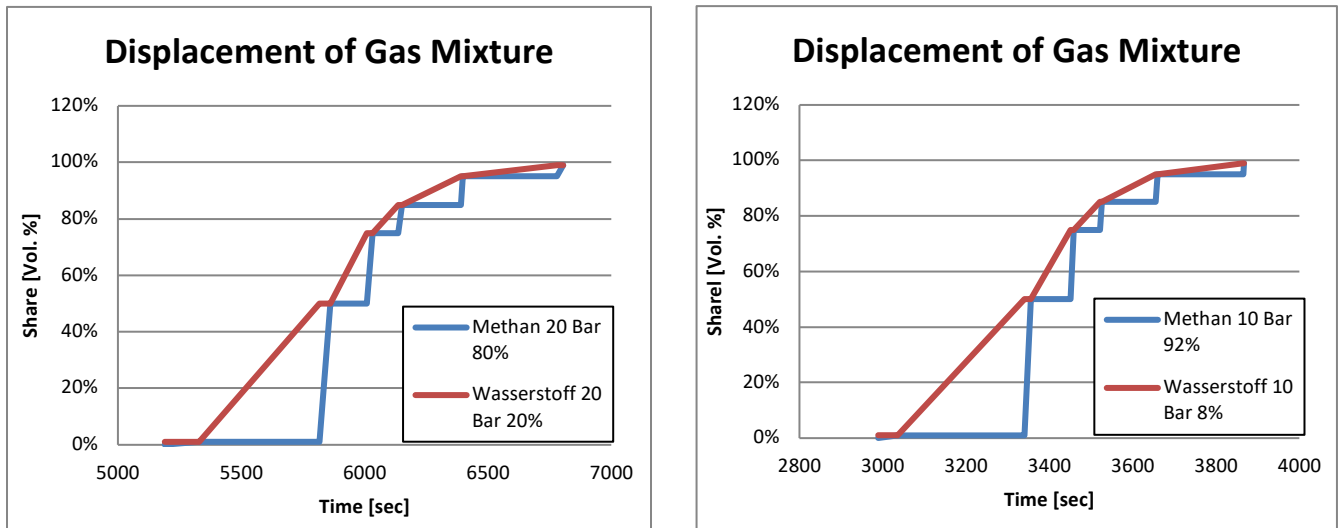 Displacement of Gas Mixture
120%
100%
80%
60%
40%
20%
0%
Share [Vol. %]
5000 5500 6000 6500 7000
Time [sec]
Methan 20 Bar
80%
Wasserstoff 20
Bar 20%
Displacement of Gas Mixture
120%
100%
80%
60%
40%
20%
0%
Sharel [Vol. %]
2800 3000 3200 3400 3600 3800 4000
Time [sec]
Methan 10 Bar
92%
Wasserstoff 10
Bar 8%